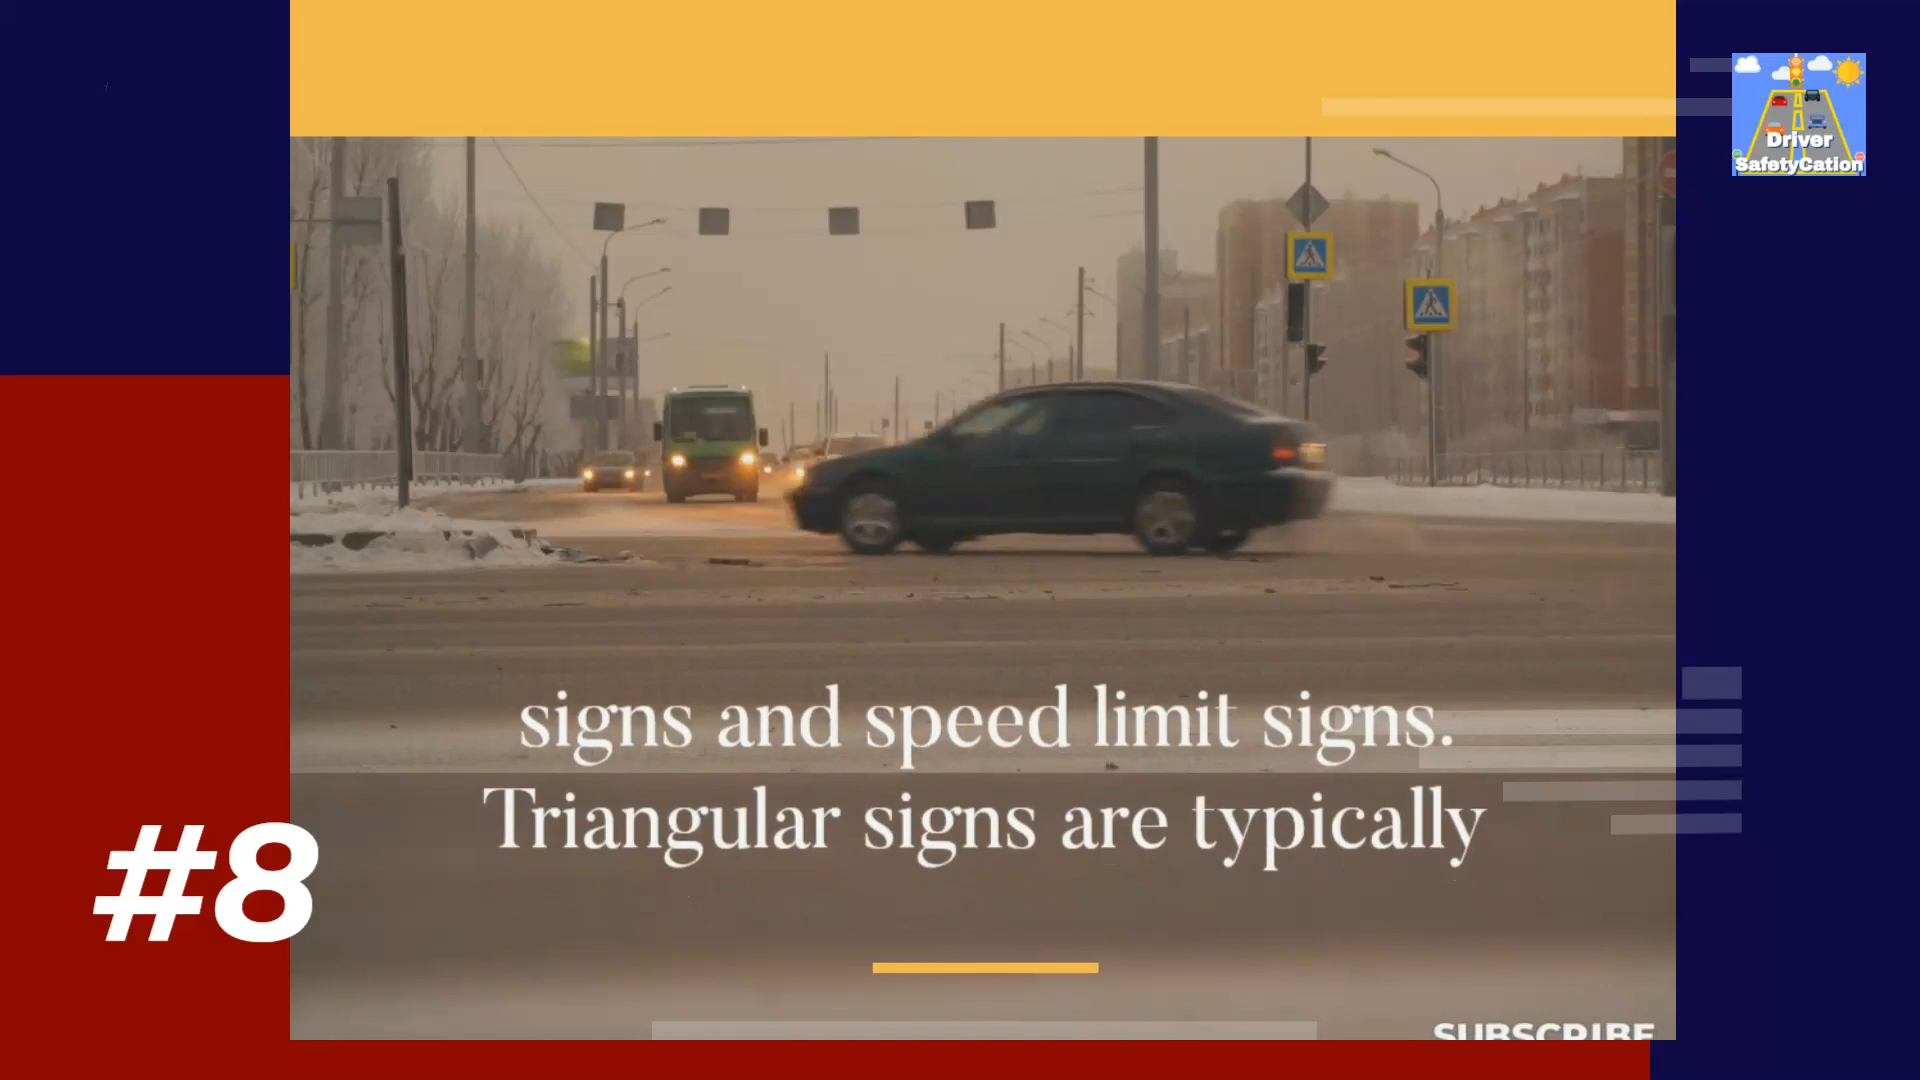 Driver
SafetyCation
signs and speed limit signs.
Triangular signs are typically
#8
SUBSCRIBE